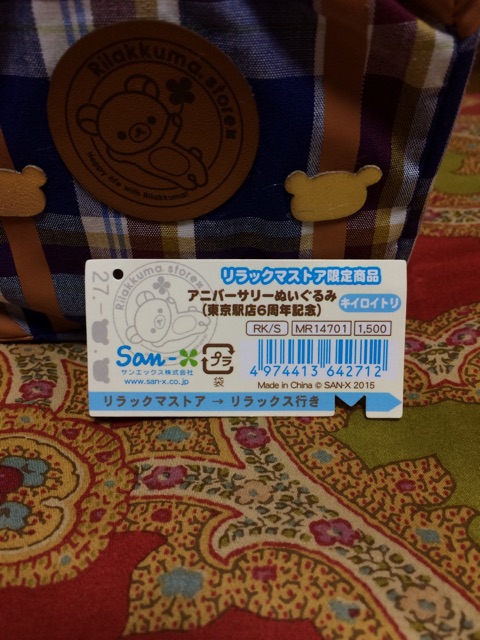 Rilakkuma store
happy life with Rilakkuma!
27.-
Rilakkuma store
リラックマストア限定商品
アニバーサリーぬいぐるみ
(東京駅店6周年記念)
キイロイトリ
RK/S MR14701 1,500
San-X
サンエックス株式会社
www.san-x.co.jp
プラ
袋
4 974413 642712
Made in China © SAN-X 2015
リラックマストア → リラックス行き